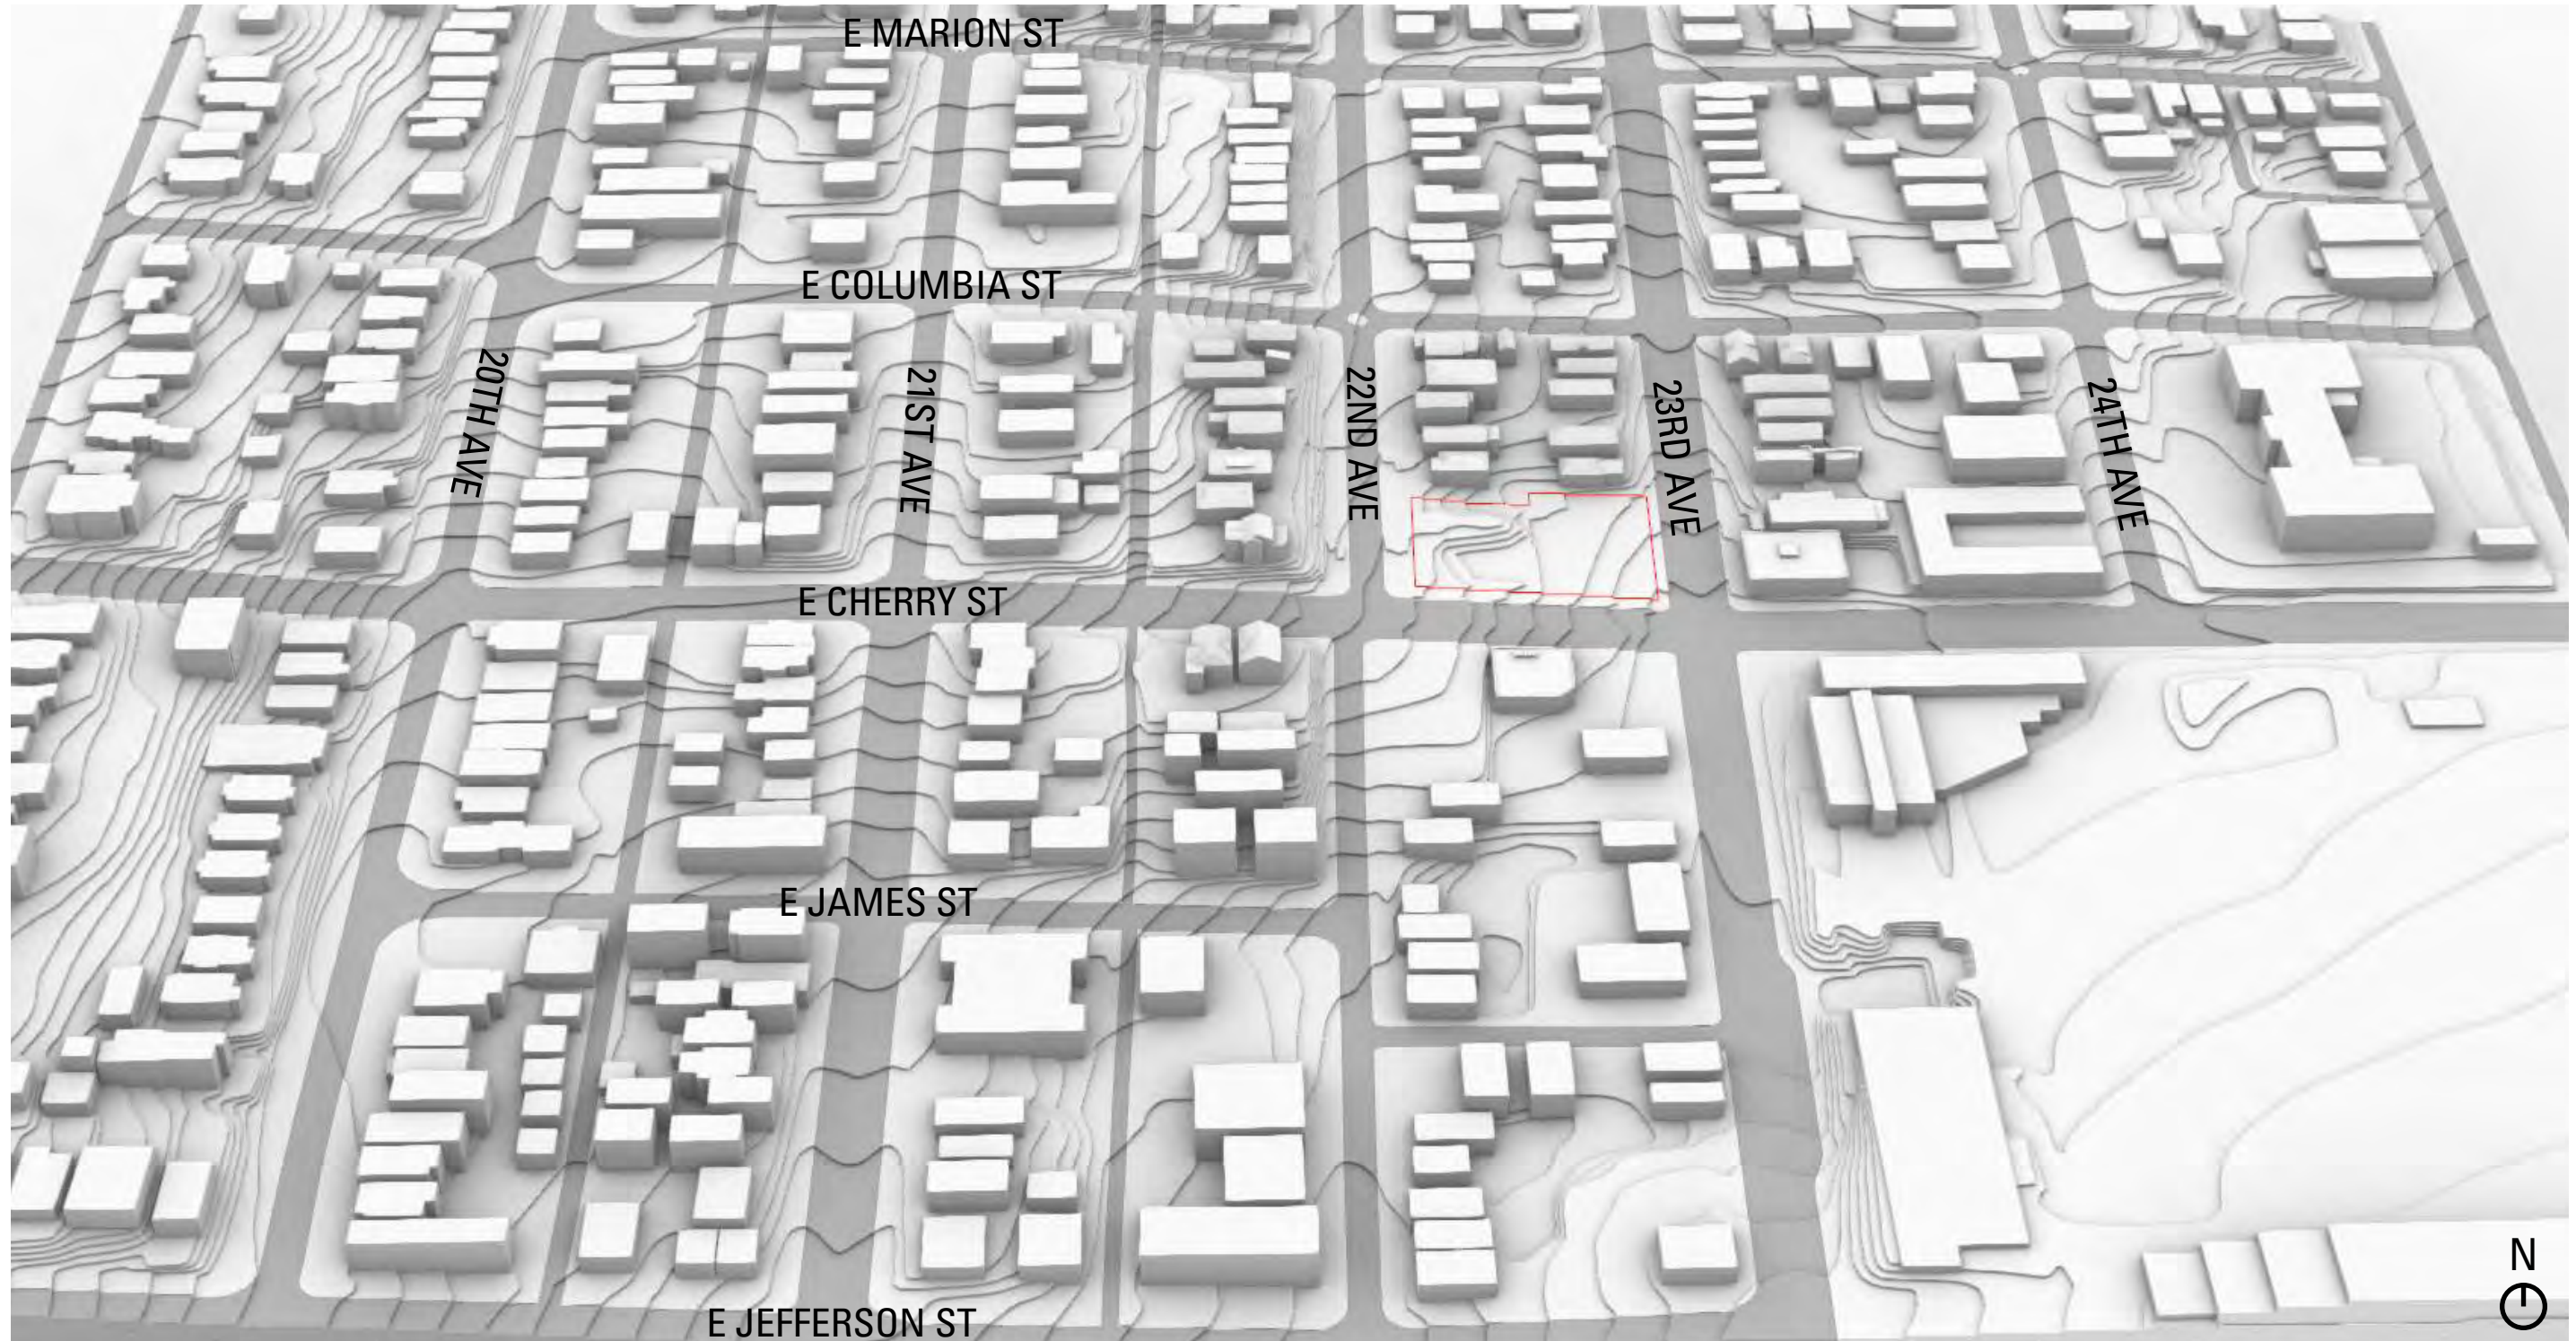 E MARION ST
E COLUMBIA ST
20TH AVE
21ST AVE
22ND AVE
23RD AVE
24TH AVE
E CHERRY ST
E JAMES ST
N
E JEFFERSON ST